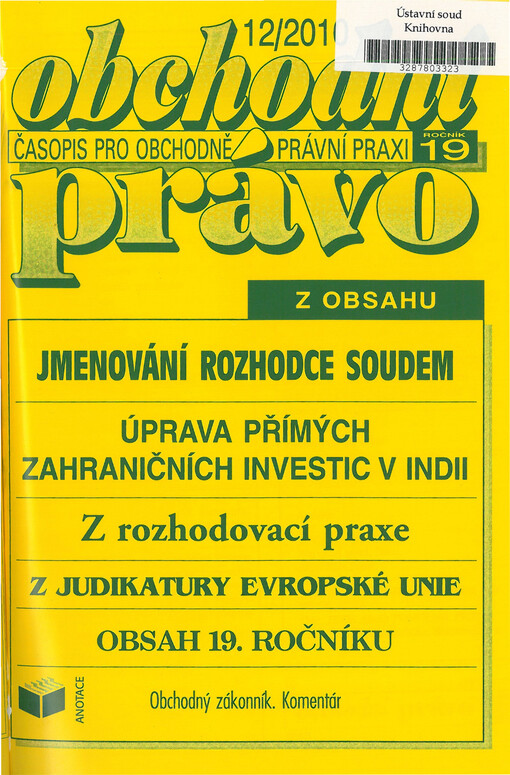 12/2010
Ústavní soud
Knihovna
3287803323
obchodní
ČASOPIS PRO OBCHODNĚ PRÁVNÍ PRAXI
ROČNÍK
19
právo
Z OBSAHU
JMENOVÁNÍ ROZHODCE SOUDEM
ÚPRAVA PŘÍMÝCH
ZAHRANIČNÍCH INVESTIC V INDII
Z rozhodovací praxe
Z JUDIKATURY EVROPSKÉ UNIE
OBSAH 19. ROČNÍKU
ANOTACE
Obchodný zákonník. Komentár